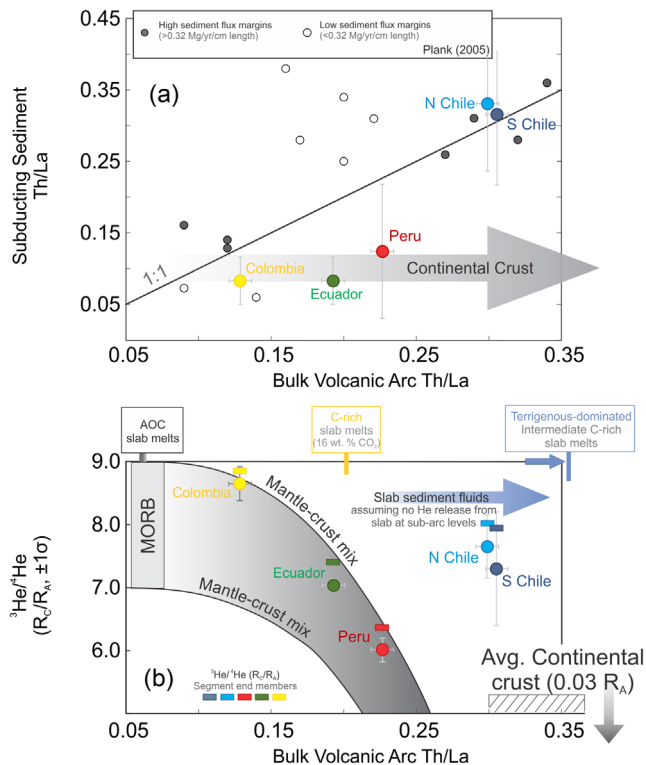 High sediment flux margins
(>0.32 Mg/yr/cm length)
Low sediment flux margins
(<0.32 Mg/yr/cm length)
Plank (2005)
(a)
Subducting Sediment
Th/La
0.45
0.35
0.25
0.15
0.05
N Chile
S Chile
Peru
1:1
Colombia
Ecuador
Continental Crust
0.05
0.15
0.25
0.35
Bulk Volcanic Arc Th/La
AOC
slab melts
C-rich
slab melts
(16 wt. % CO₂)
Terrigenous-dominated
Intermediate C-rich
slab melts
³He/⁴He
(R_C/R_A, ±1σ)
9.0
8.0
7.0
6.0
MORB
Colombia
Mantle-crust mix
Slab sediment fluids
assuming no He release from
slab at sub-arc levels
N Chile
S Chile
Ecuador
Mantle-crust mix
Peru
Avg. Continental
crust (0.03 R_A)
(b)
³He/⁴He (R_C/R_A)
Segment end members
0.05
0.15
0.25
0.35
Bulk Volcanic Arc Th/La